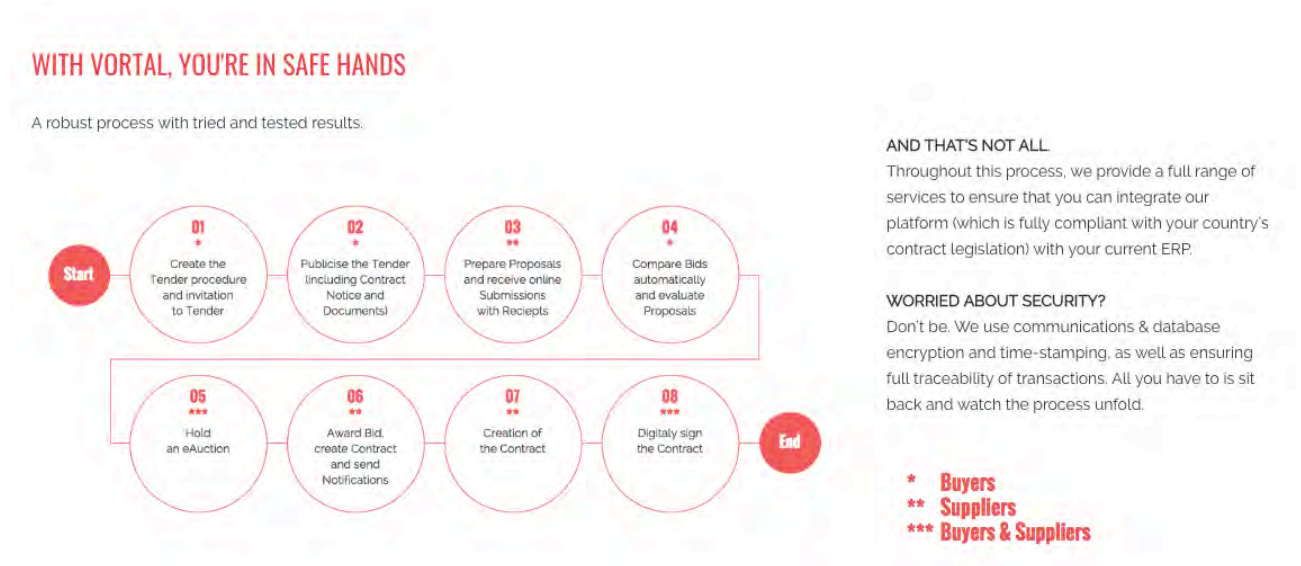 WITH VORTAL, YOU'RE IN SAFE HANDS
A robust process with tried and tested results.
Start
01
*
Create the
Tender procedure
and invitation
to Tender
02
*
Publicise the Tender
(including Contract
Notice and
Documents)
03
**
Prepare Proposals
and receive online
Submissions
with Reciepts
04
*
Compare Bids
automatically
and evaluate
Proposals
05
***
Hold
an eAuction
06
**
Award Bid,
create Contract
and send
Notifications
07
**
Creation of
the Contract
08
***
Digitaly sign
the Contract
End
AND THAT'S NOT ALL.
Throughout this process, we provide a full range of
services to ensure that you can integrate our
platform (which is fully compliant with your country's
contract legislation) with your current ERP.
WORRIED ABOUT SECURITY?
Don't be. We use communications & database
encryption and time-stamping, as well as ensuring
full traceability of transactions. All you have to is sit
back and watch the process unfold.
* Buyers
** Suppliers
*** Buyers & Suppliers